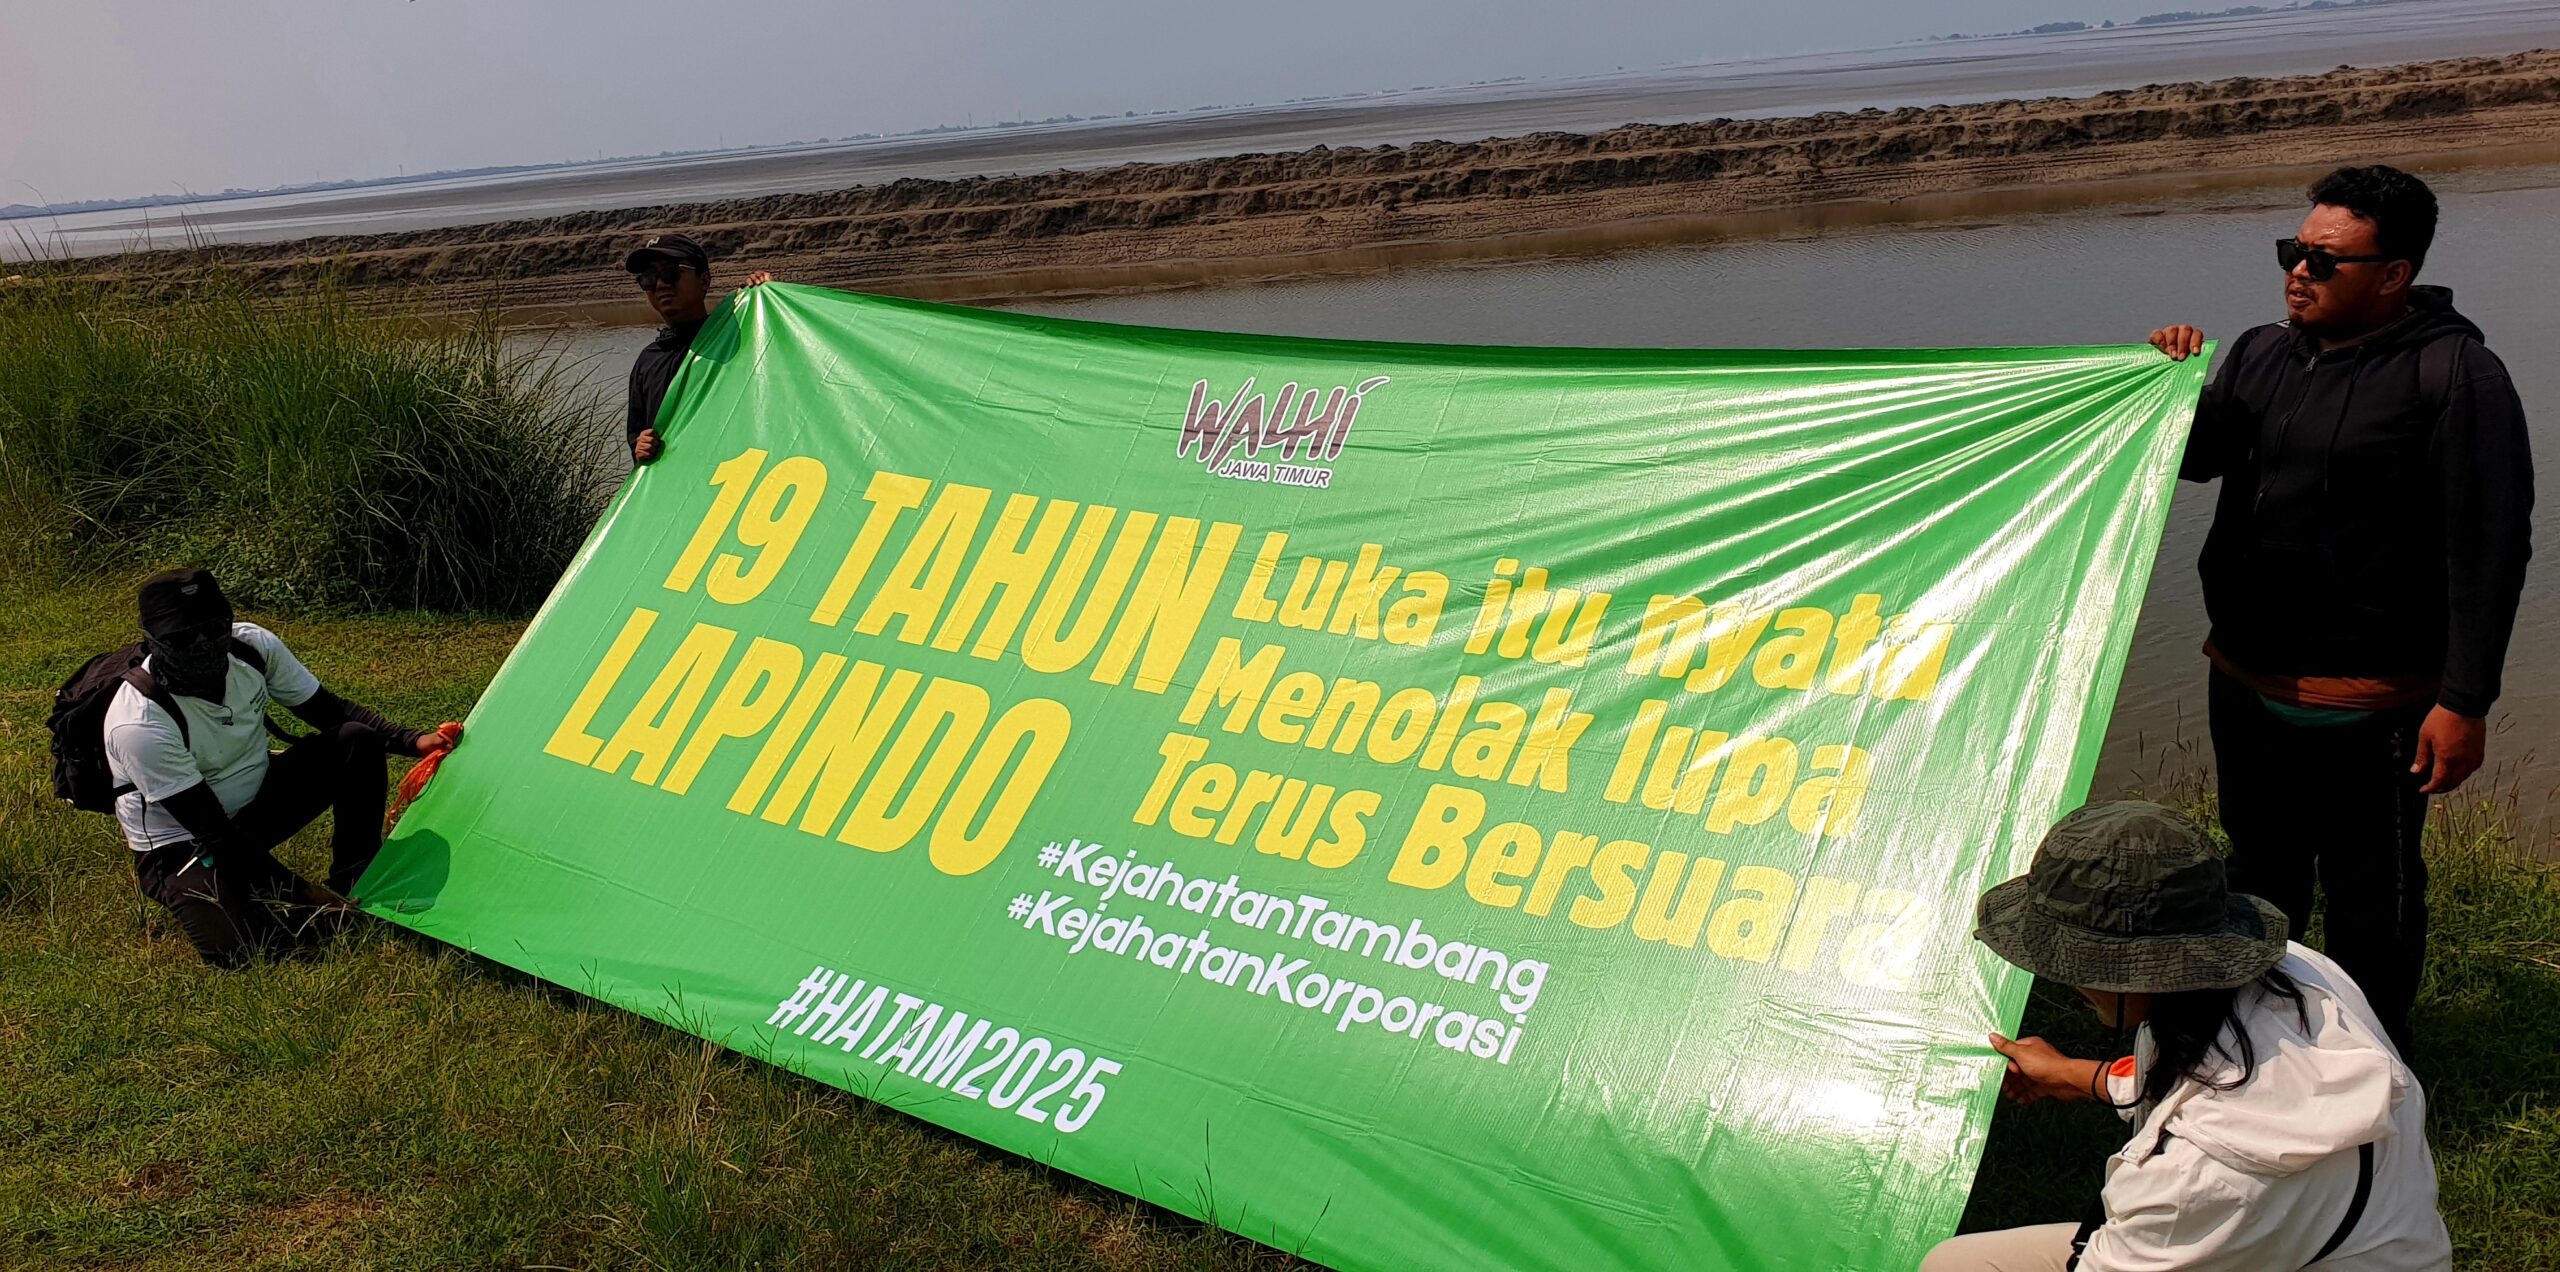 WALHI
JAWA TIMUR
19 TAHUN
LAPINDO
Luka itu nyata
Menolak lupa
Terus Bersuara
#KejahatanTambang
#KejahatanKorporasi
#HATAM2025